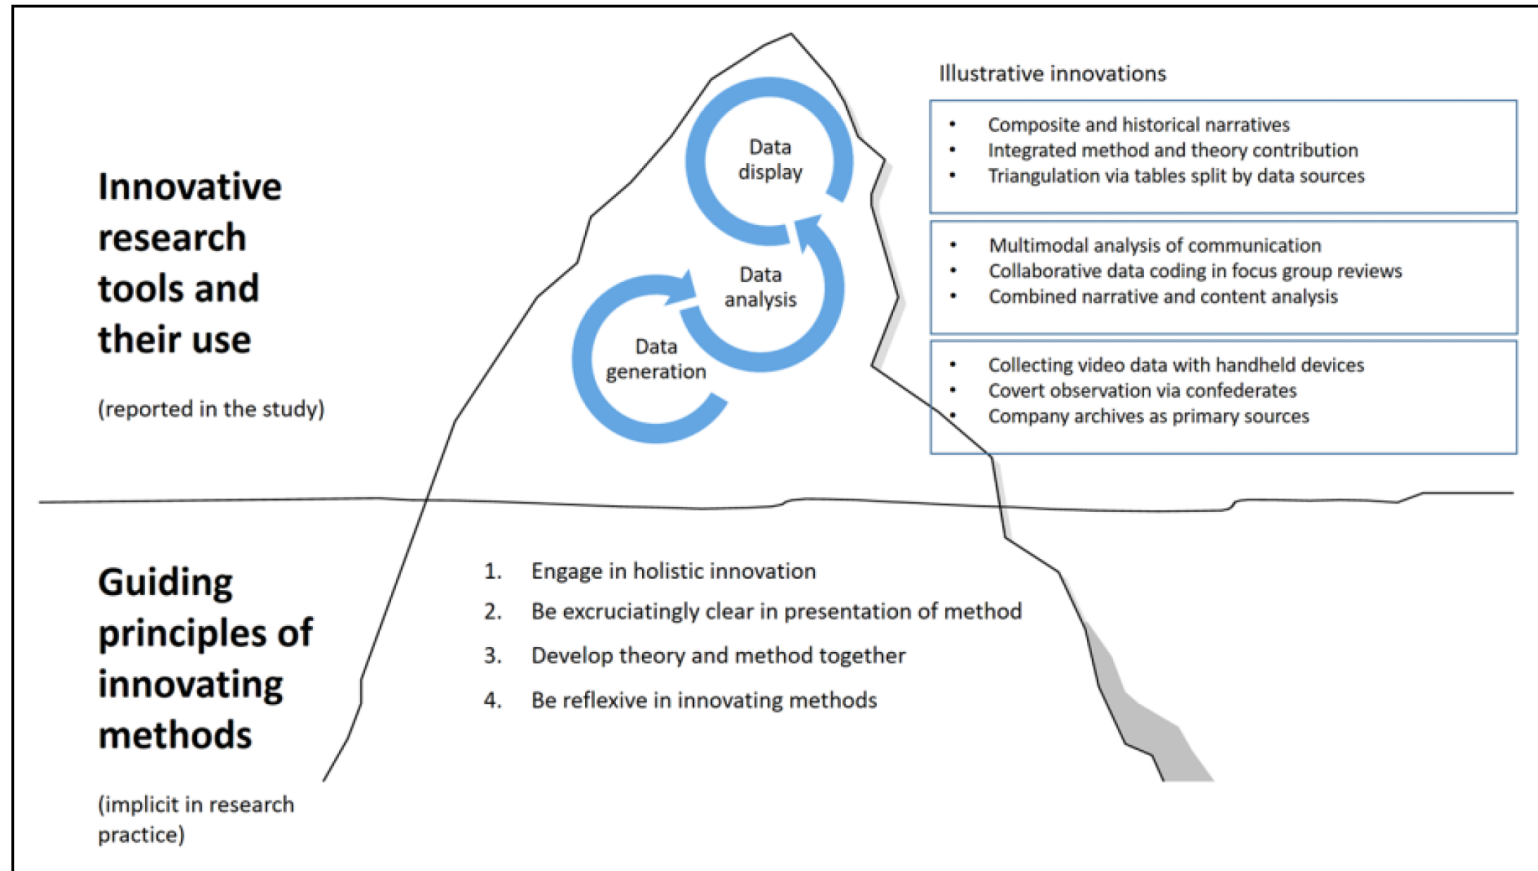 Innovative
research
tools and
their use
(reported in the study)
Data
display
Data
analysis
Data
generation
Illustrative innovations
• Composite and historical narratives
• Integrated method and theory contribution
• Triangulation via tables split by data sources
• Multimodal analysis of communication
• Collaborative data coding in focus group reviews
• Combined narrative and content analysis
• Collecting video data with handheld devices
• Covert observation via confederates
• Company archives as primary sources
Guiding
principles of
innovating
methods
(implicit in research
practice)
1. Engage in holistic innovation
2. Be excruciatingly clear in presentation of method
3. Develop theory and method together
4. Be reflexive in innovating methods